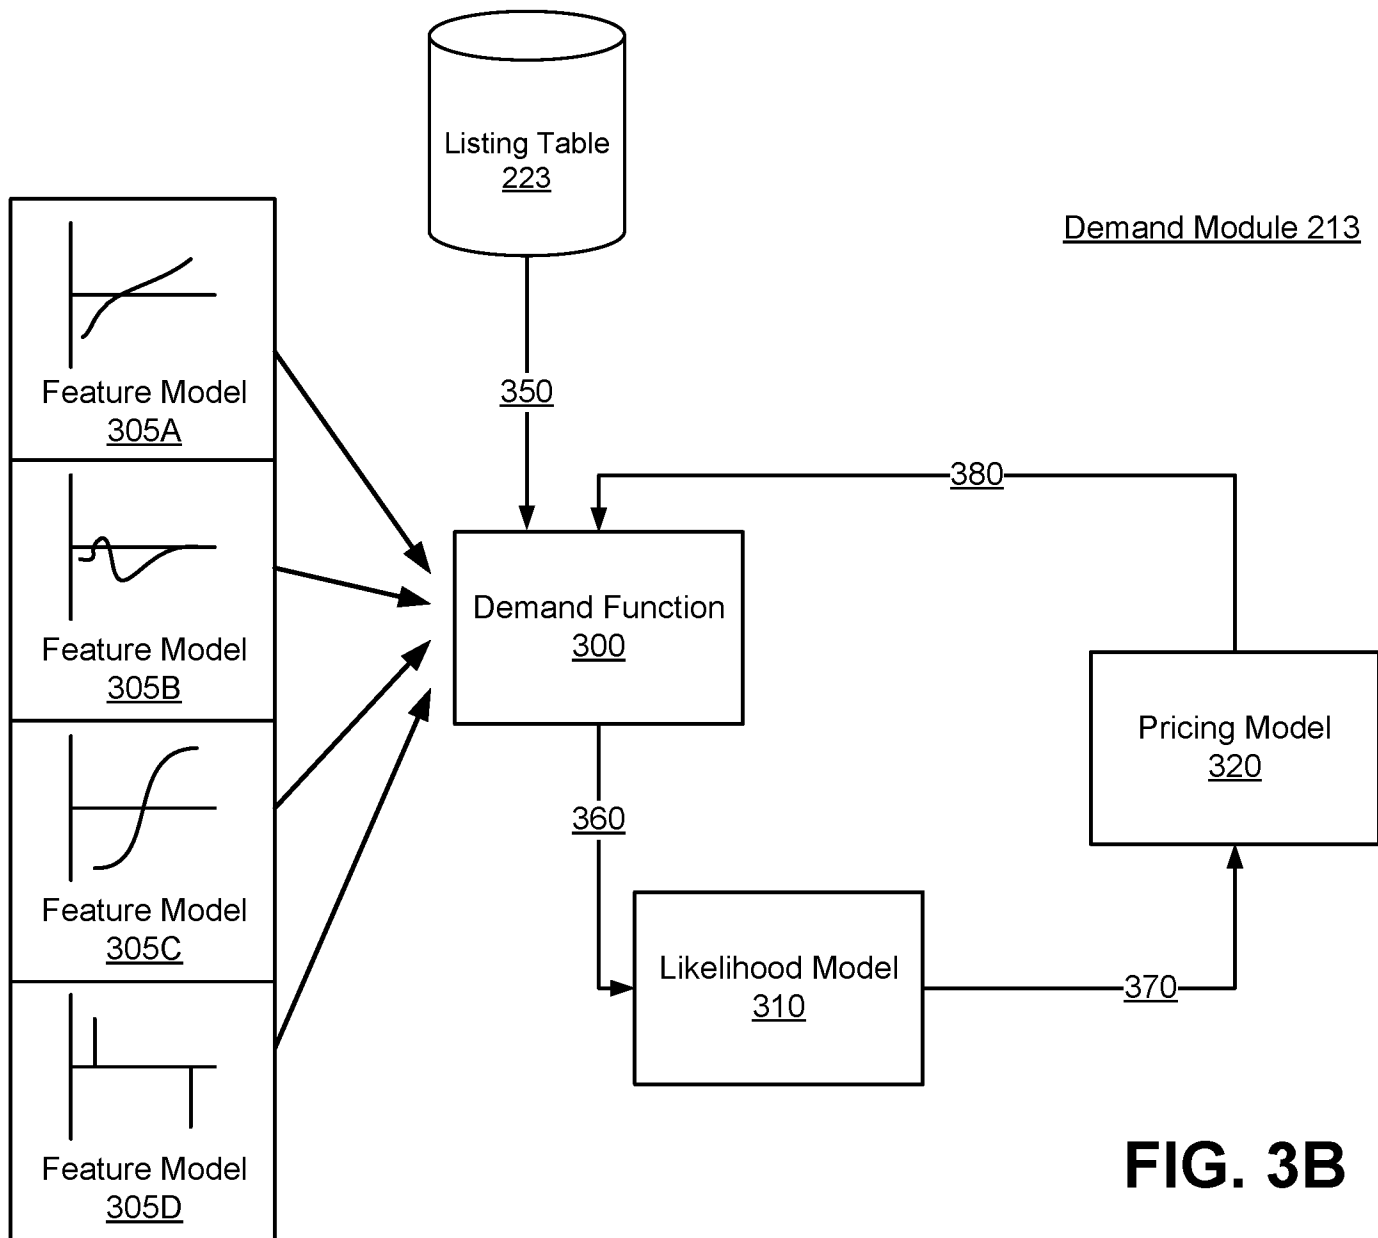 Listing Table
223
Demand Module 213
Feature Model
305A
350
380
Feature Model
305B
Demand Function
300
Pricing Model
320
360
Feature Model
305C
Likelihood Model
310
370
Feature Model
305D
FIG. 3B